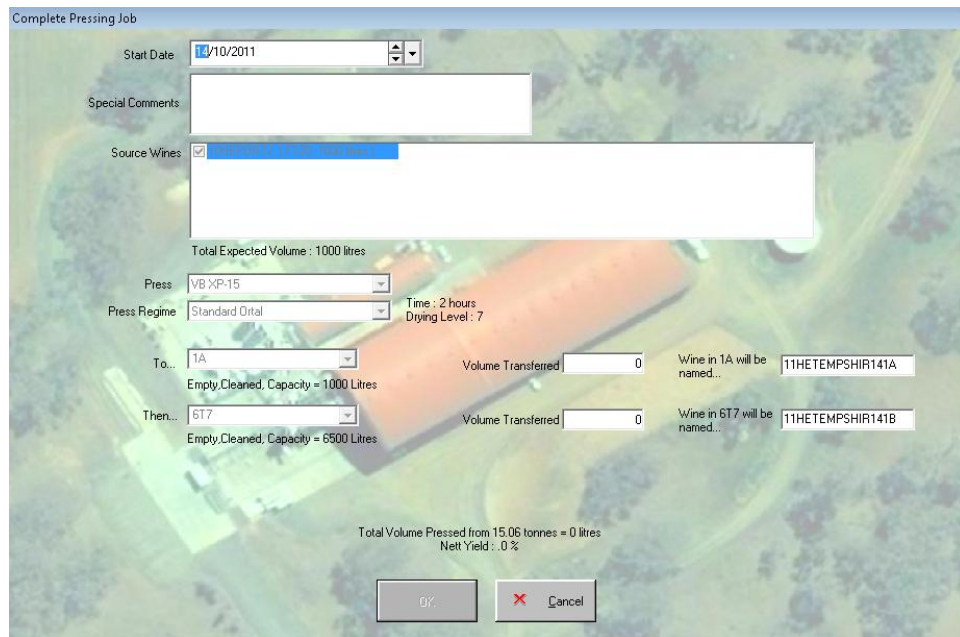 Complete Pressing Job
Start Date 14/10/2011
Special Comments
Source Wines
Total Expected Volume : 1000 litres
Press VB XP-15
Press Regime Standard Ortal
Time : 2 hours
Drying Level : 7
To... 1A
Volume Transferred 0
Wine in 1A will be named... 11HETEMPSHIR141A
Empty,Cleaned, Capacity = 1000 Litres
Then... 6T7
Volume Transferred 0
Wine in 6T7 will be named... 11HETEMPSHIR141B
Empty,Cleaned, Capacity = 6500 Litres
Total Volume Pressed from 15.06 tonnes = 0 litres
Nett Yield : .0 %
OK
Cancel